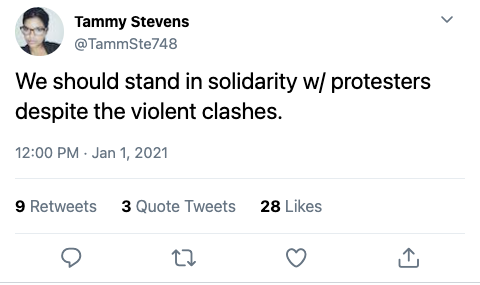 Tammy Stevens
@TammSte748
We should stand in solidarity w/ protesters
despite the violent clashes.
12:00 PM · Jan 1, 2021
9 Retweets 3 Quote Tweets 28 Likes